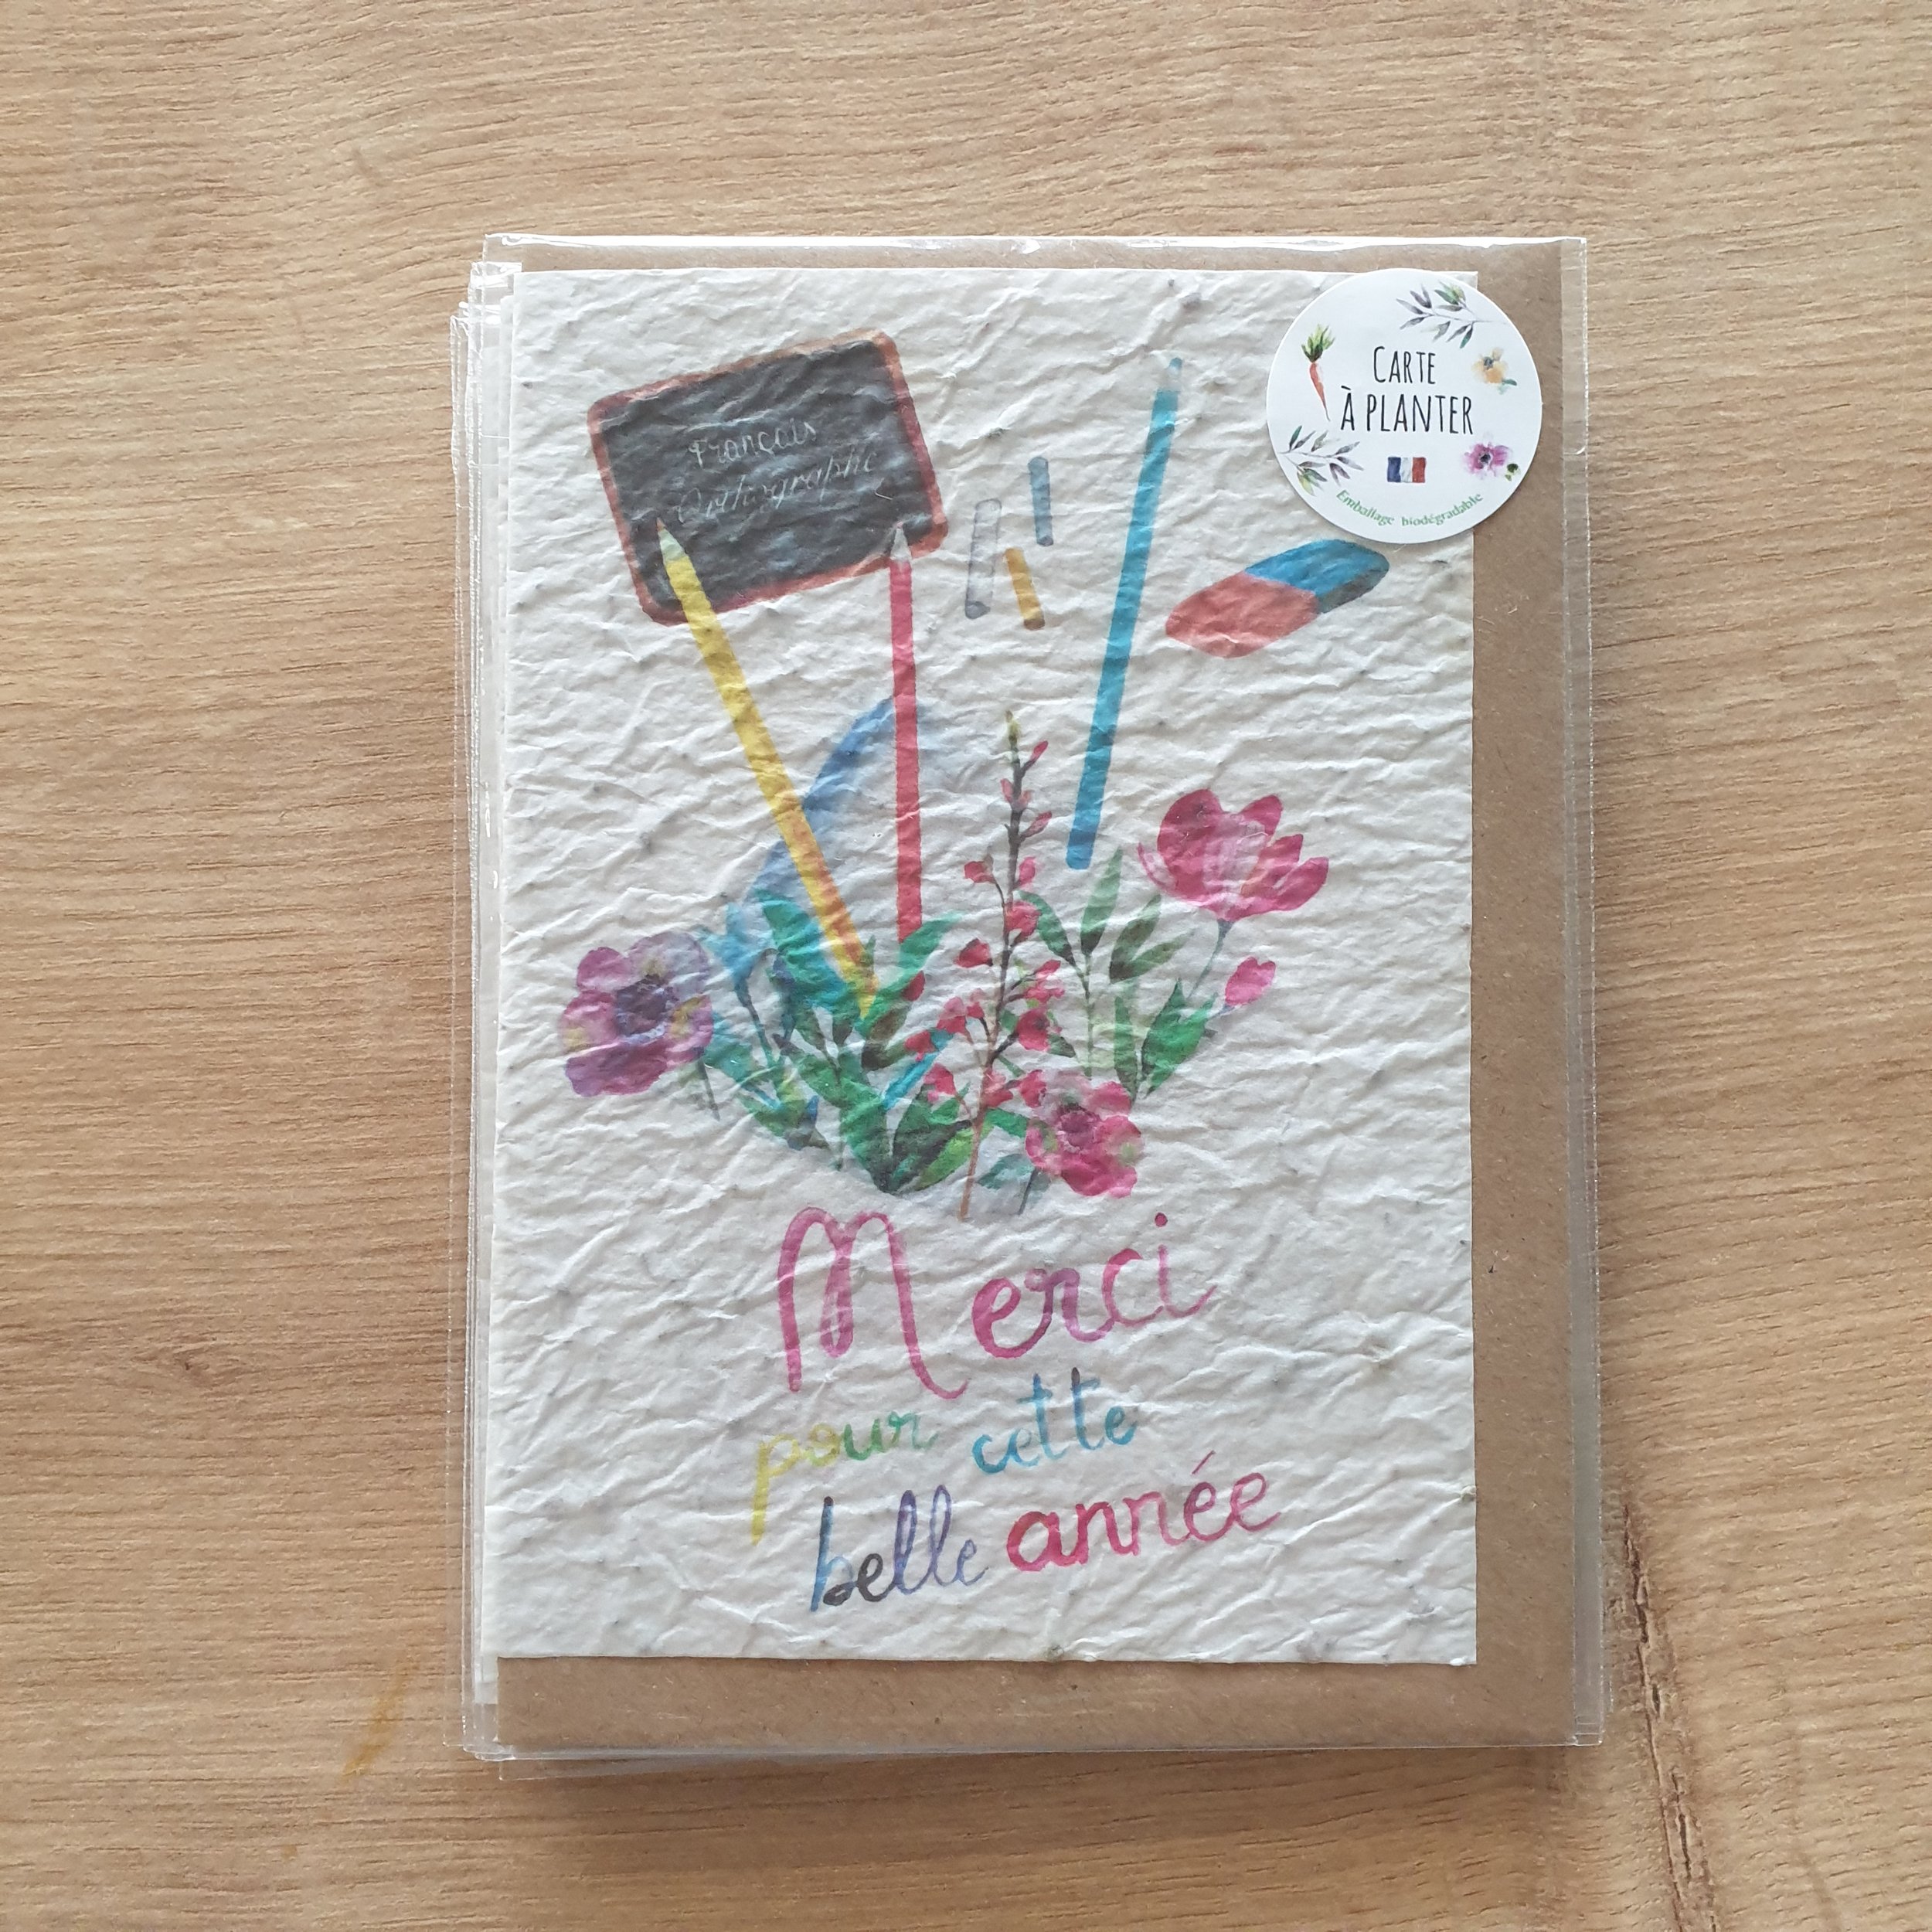 CARTE
À PLANTER
Emballage biodégradable
Français
Orthographe
Merci
pour cette
belle année